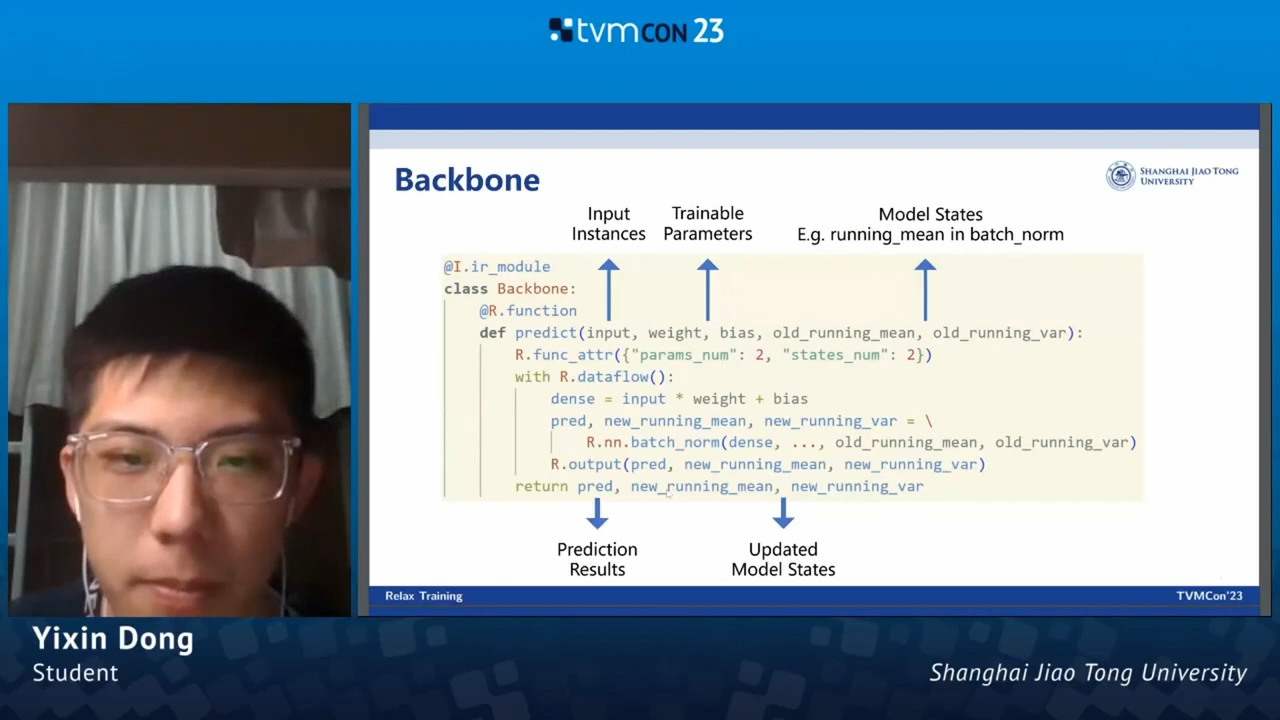 tvmCON 23
Backbone
SHANGHAI JIAO TONG
UNIVERSITY
Input
Instances
Trainable
Parameters
Model States
E.g. running_mean in batch_norm
@I.ir_module
class Backbone:
@R.function
def predict(input, weight, bias, old_running_mean, old_running_var):
R.func_attr({"params_num": 2, "states_num": 2})
with R.dataflow():
dense = input * weight + bias
pred, new_running_mean, new_running_var = \
R.nn.batch_norm(dense, ..., old_running_mean, old_running_var)
R.output(pred, new_running_mean, new_running_var)
return pred, new_running_mean, new_running_var
Prediction
Results
Updated
Model States
Relax Training
TVMCon'23
Yixin Dong
Student
Shanghai Jiao Tong University